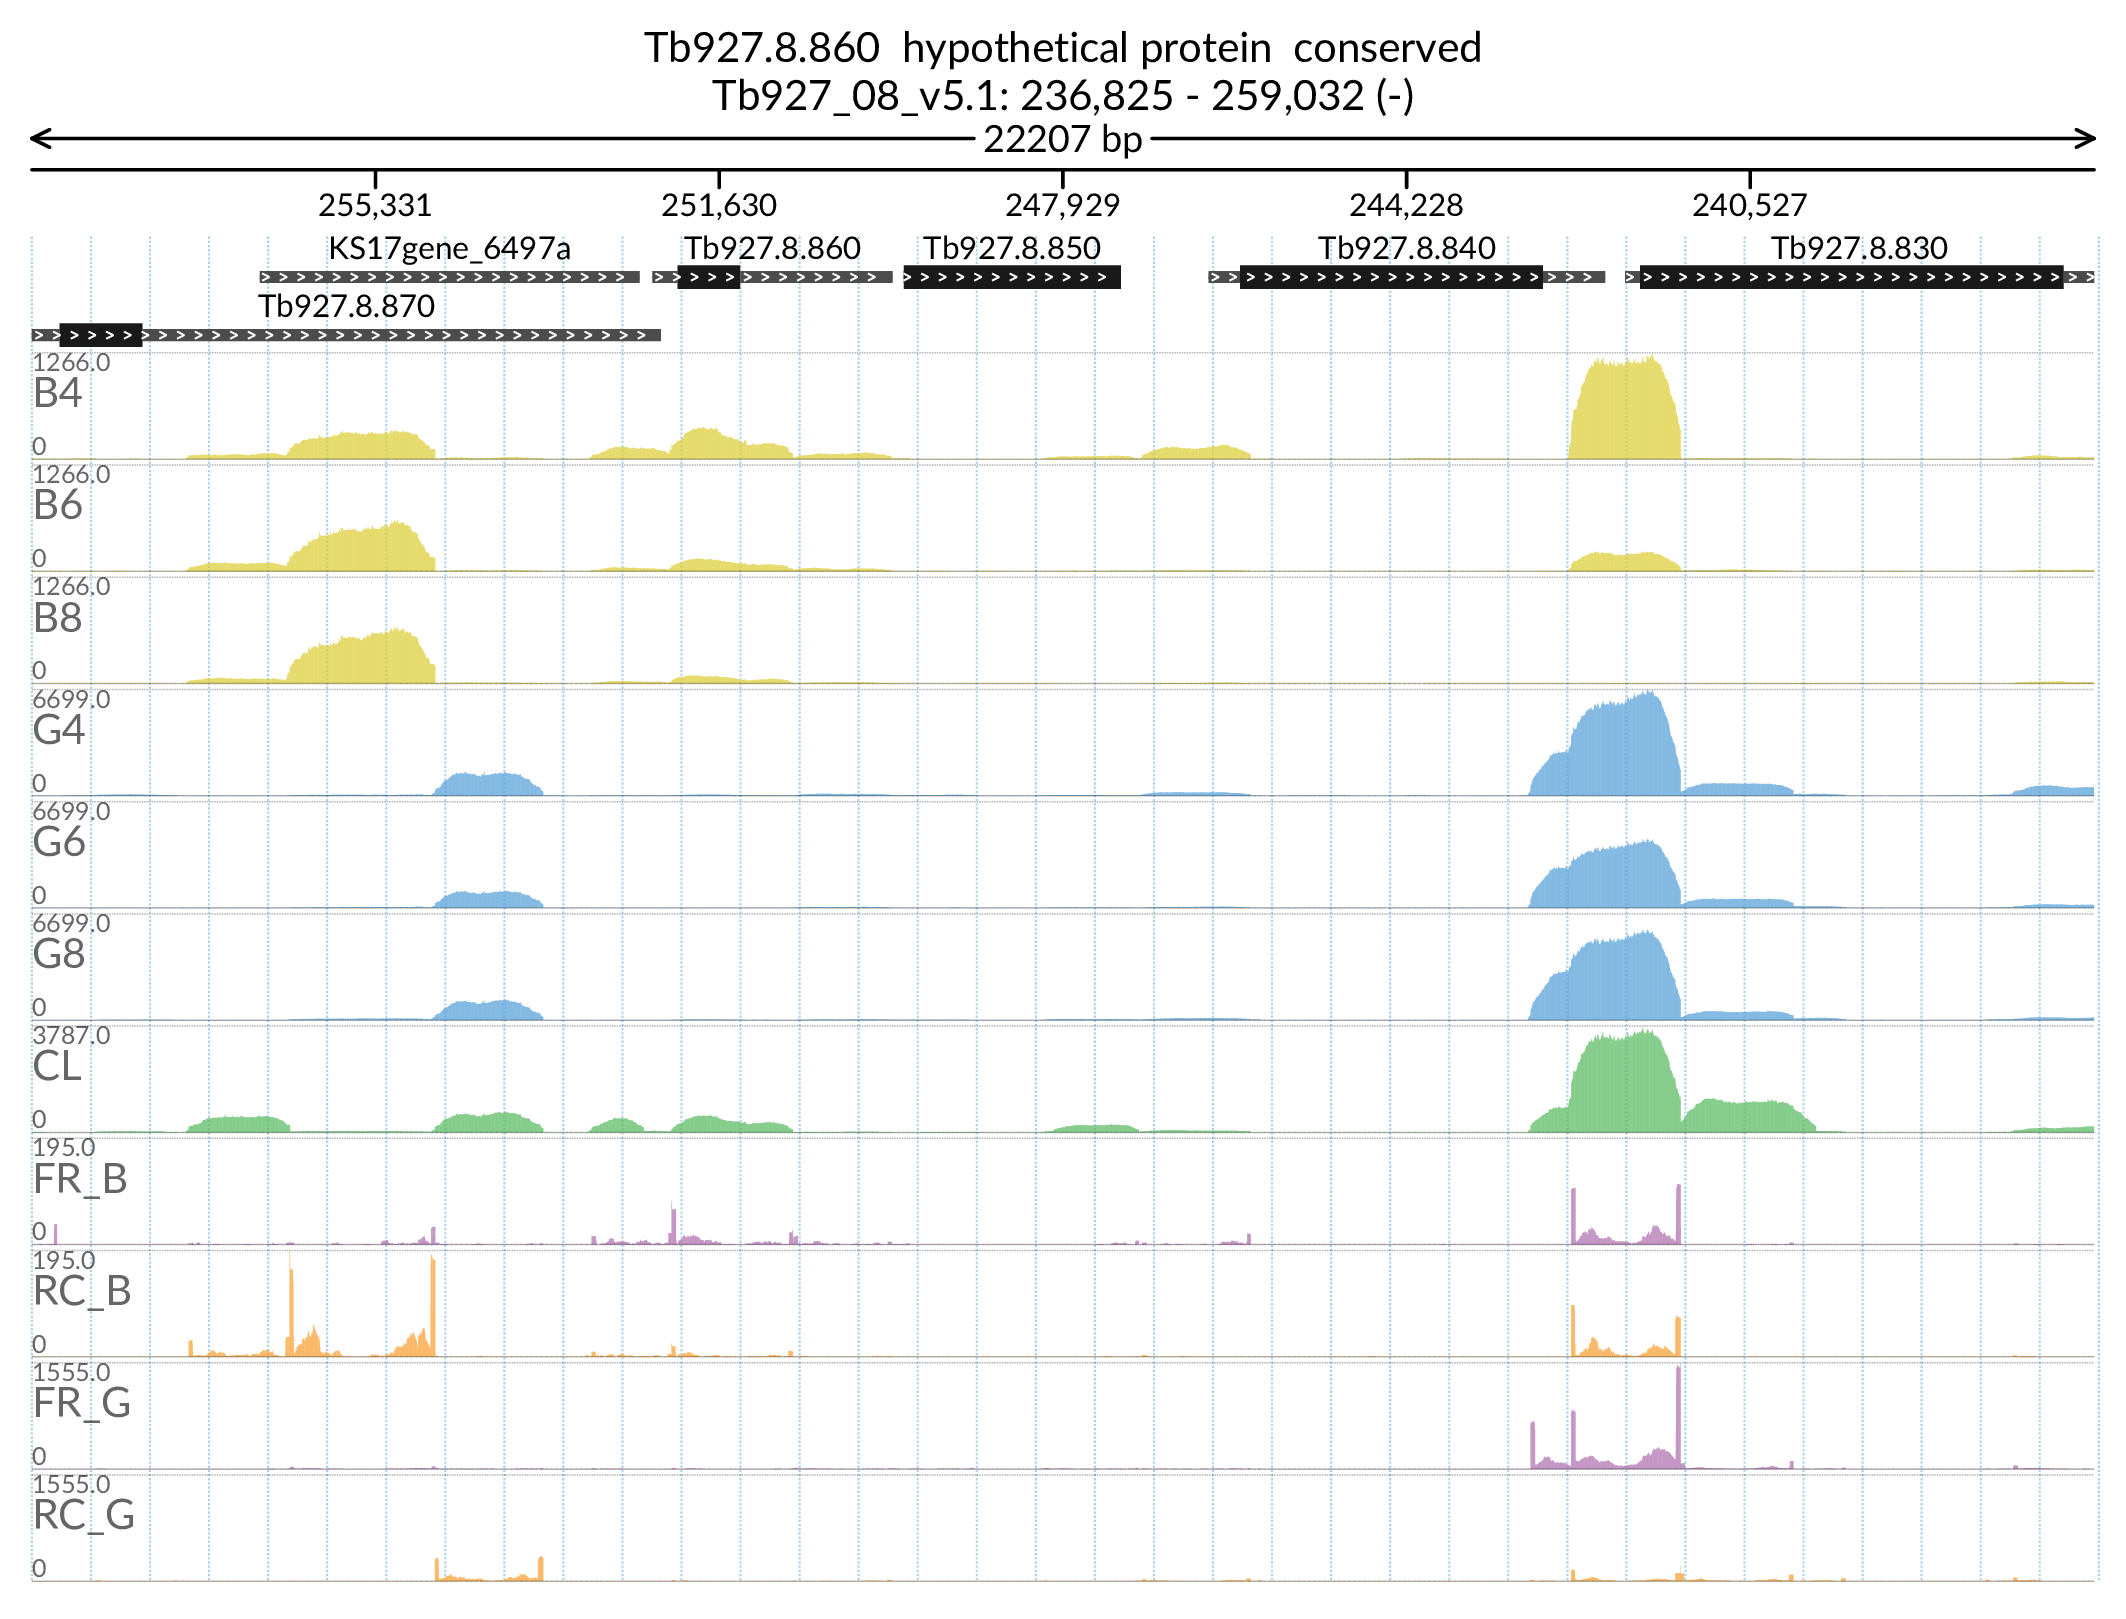 Tb927.8.860 hypothetical protein conserved
Tb927_08_v5.1: 236,825 - 259,032 (-)
22207 bp
255,331 251,630 247,929 244,228 240,527
KS17gene_6497a Tb927.8.860 Tb927.8.850 Tb927.8.840 Tb927.8.830
Tb927.8.870
1266.0
B4
0
1266.0
B6
0
1266.0
B8
0
6699.0
G4
0
6699.0
G6
0
6699.0
G8
0
3787.0
CL
0
195.0
FR_B
0
195.0
RC_B
0
1555.0
FR_G
0
1555.0
RC_G
0